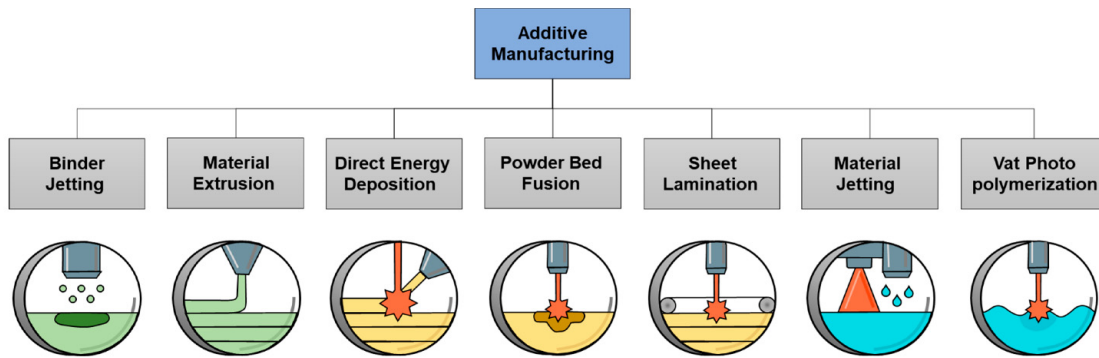 Additive
Manufacturing
Binder
Jetting
Material
Extrusion
Direct Energy
Deposition
Powder Bed
Fusion
Sheet
Lamination
Material
Jetting
Vat Photo
polymerization